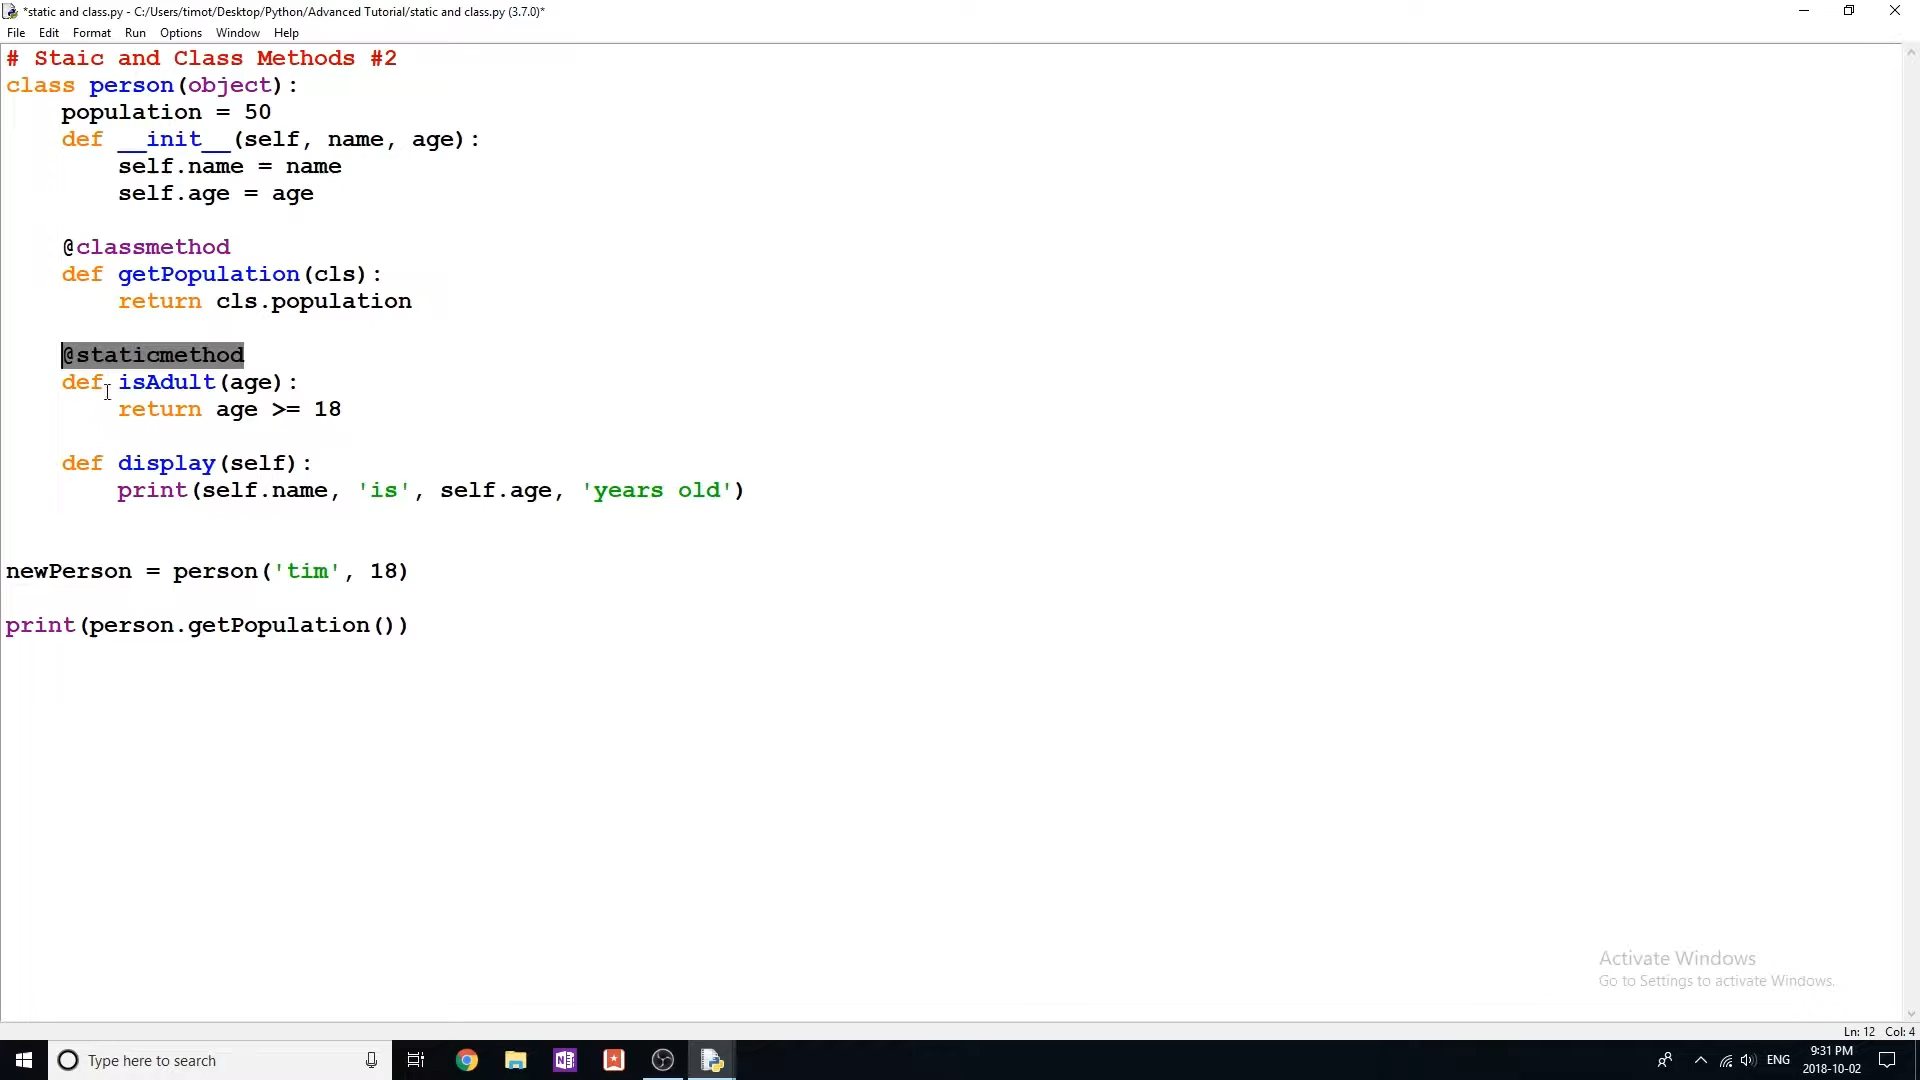 *static and class.py - C:/Users/timot/Desktop/Python/Advanced Tutorial/static and class.py (3.7.0)*
File Edit Format Run Options Window Help
# Staic and Class Methods #2
class person(object):
    population = 50
    def __init__(self, name, age):
        self.name = name
        self.age = age
    @classmethod
    def getPopulation(cls):
        return cls.population
    @staticmethod
    def isAdult(age):
        return age >= 18
    def display(self):
        print(self.name, 'is', self.age, 'years old')
newPerson = person('tim', 18)
print(person.getPopulation())
Activate Windows
Go to Settings to activate Windows.
Ln: 12 Col: 4
Type here to search
ENG
9:31 PM
2018-10-02